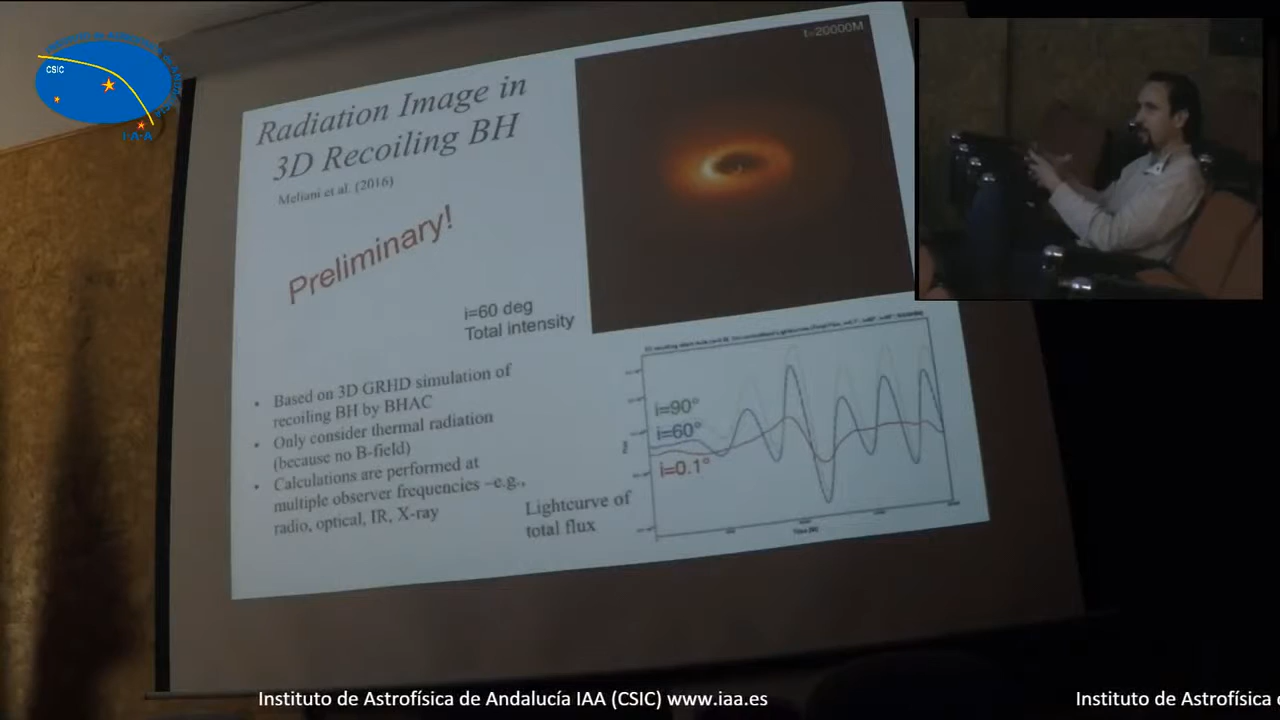 CSIC
I-A-A
Radiation Image in
3D Recoiling BH
Meliani et al. (2016)
Preliminary!
t=20000M
i=60 deg
Total intensity
• Based on 3D GRHD simulation of
recoiling BH by BHAC
• Only consider thermal radiation
(because no B-field)
• Calculations are performed at
multiple observer frequencies –e.g.,
radio, optical, IR, X-ray
i=90°
i=60°
i=0.1°
Lightcurve of
total flux
Instituto de Astrofísica de Andalucía IAA (CSIC) www.iaa.es
Instituto de Astrofísica